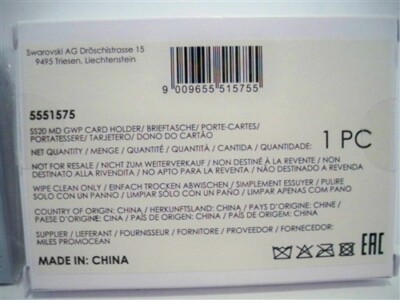 Swarovski AG Dröschistrasse 15
9495 Triesen, Liechtenstein
9 009655 515755
5551575
SS20 MD GWP CARD HOLDER/ BRIEFTASCHE/ PORTE-CARTES/
PORTATESSERE/ TARJETERO/ DONO DO CARTÃO
NET QUANTITY / MENGE / QUANTITÉ / QUANTITÀ / CANTIDA / QUANTIDADE: 1 PC
NOT FOR RESALE / NICHT ZUM WEITERVERKAUF / NON DESTINÉ À LA REVENTE / NON
DESTINATO ALLA RIVENDITA / NO APTO PARA LA REVENTA / NÃO DESTINADO À REVENDA
WIPE CLEAN ONLY / EINFACH TROCKEN ABWISCHEN / SIMPLEMENT ESSUYER / PULIRE
SOLO CON UN PANNO / LIMPIAR SÓLO CON UN PAÑO / LIMPAR APENAS COM PANO
COUNTRY OF ORIGIN: CHINA / HERKUNFTSLAND: CHINA / PAYS D'ORIGINE: CHINE /
PAESE D'ORIGINE: CINA / PAÍS DE ORIGEN: CHINA / PAÍS DE ORIGEM: CHINA
SUPPLIER / LIEFERANT / FOURNISSEUR / FORNITORE / PROVEEDOR / FORNECEDOR:
MILES PROMOCEAN
MADE IN: CHINA
EAC